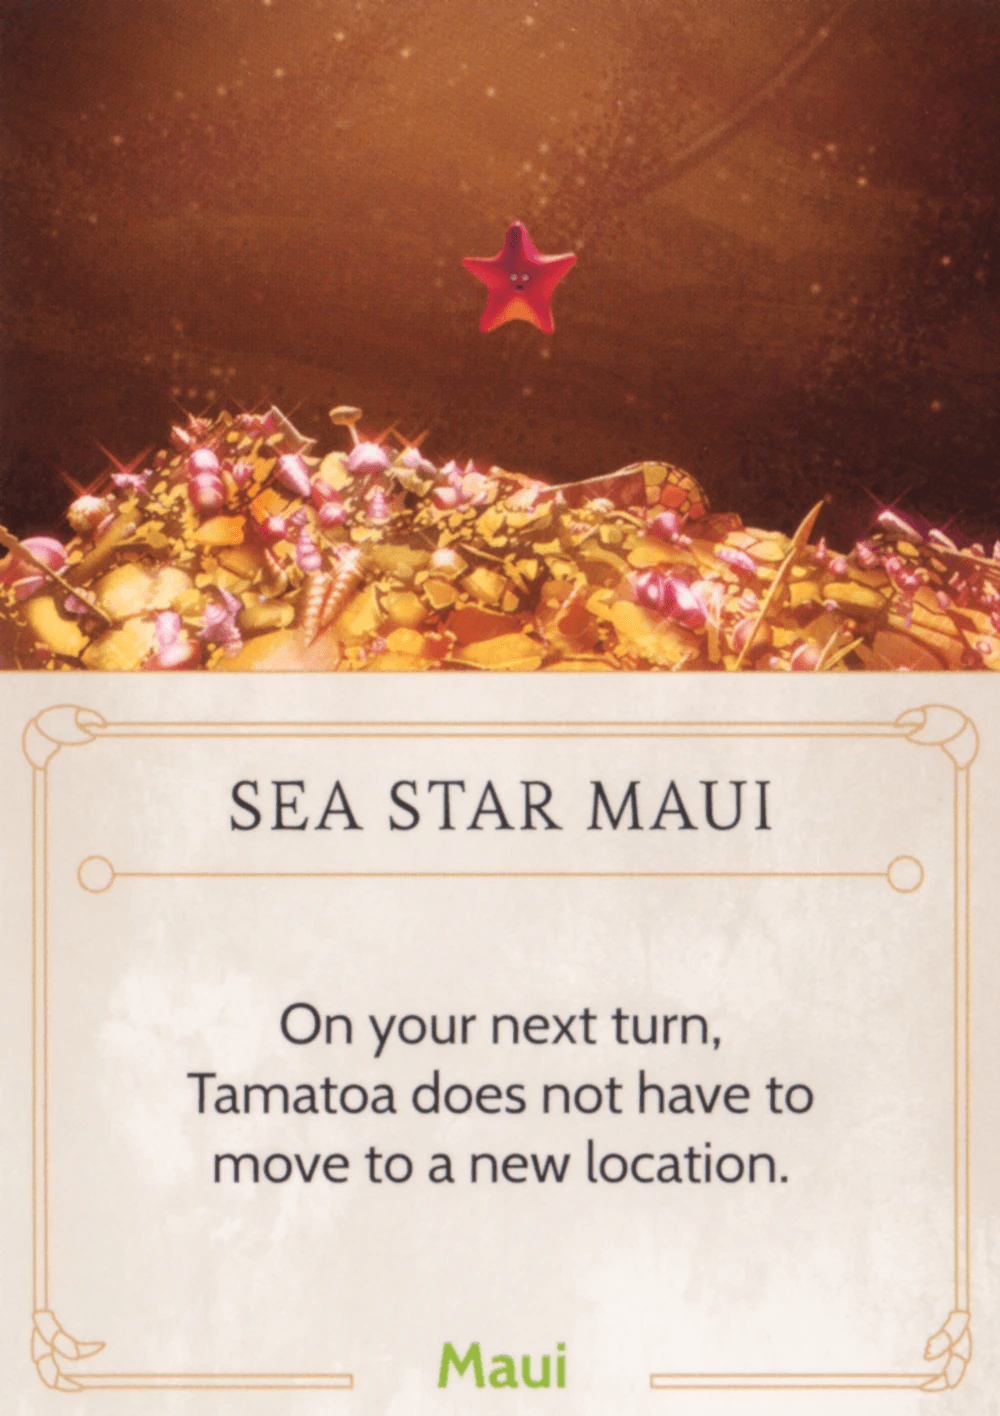 SEA STAR MAUI
On your next turn,
Tamatoa does not have to
move to a new location.
Maui